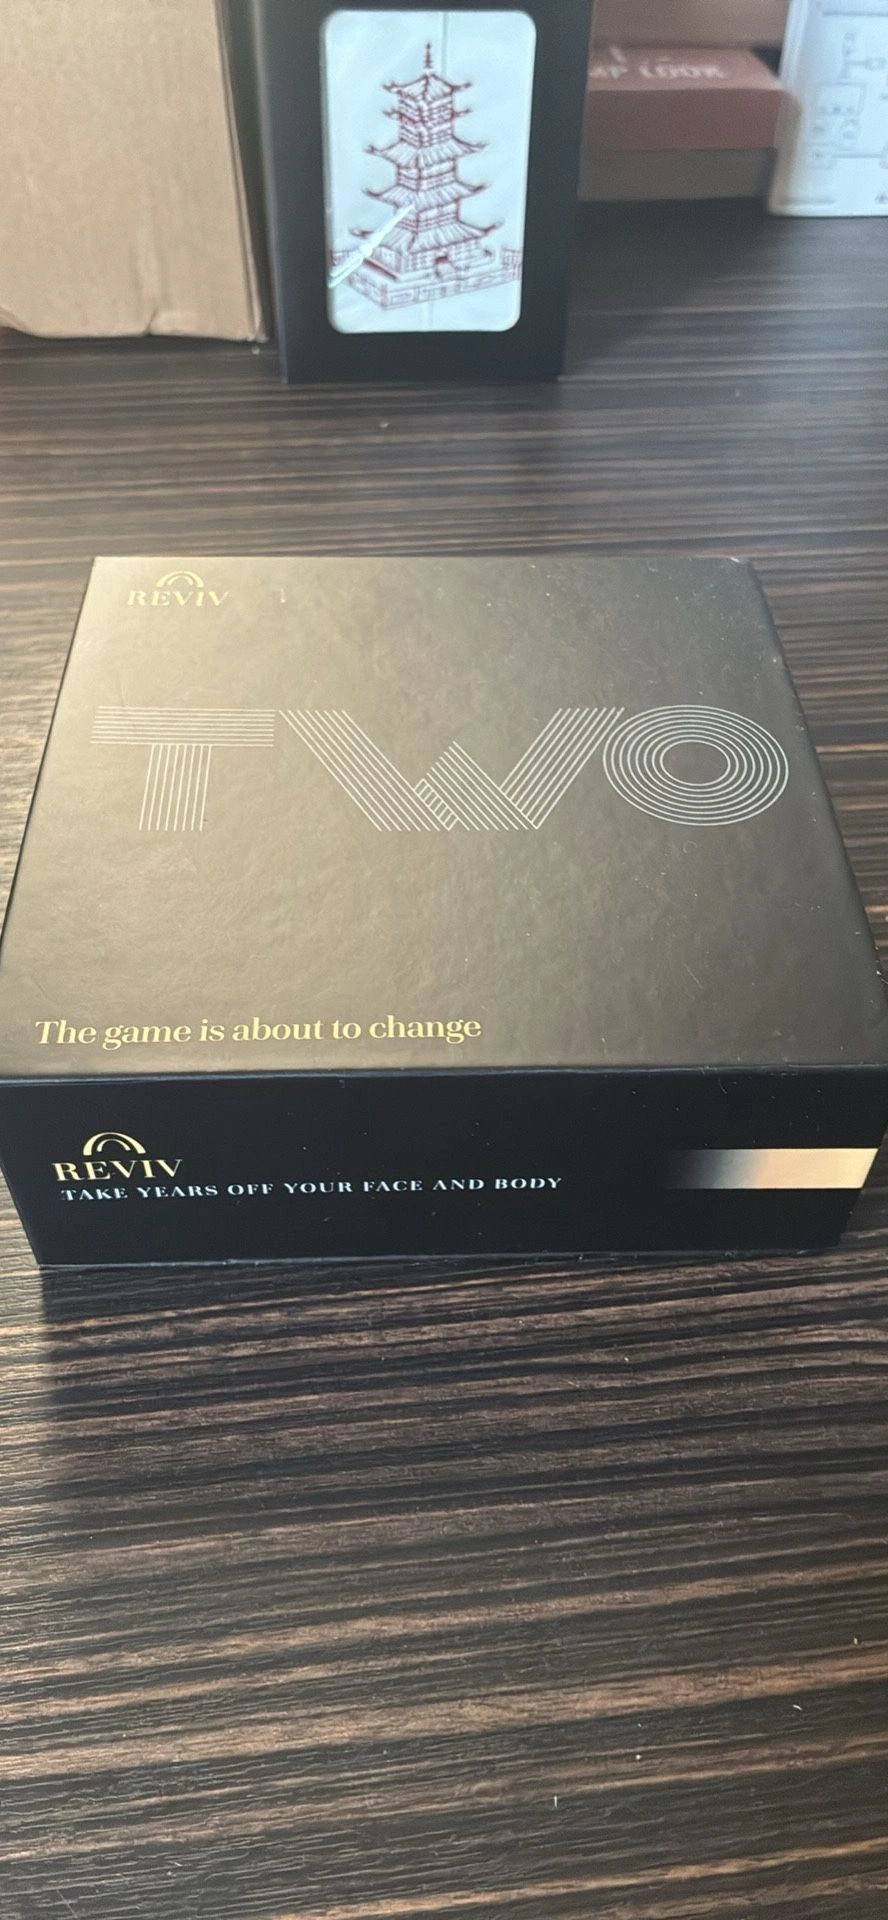 REVIV
TWO
The game is about to change
REVIV
TAKE YEARS OFF YOUR FACE AND BODY